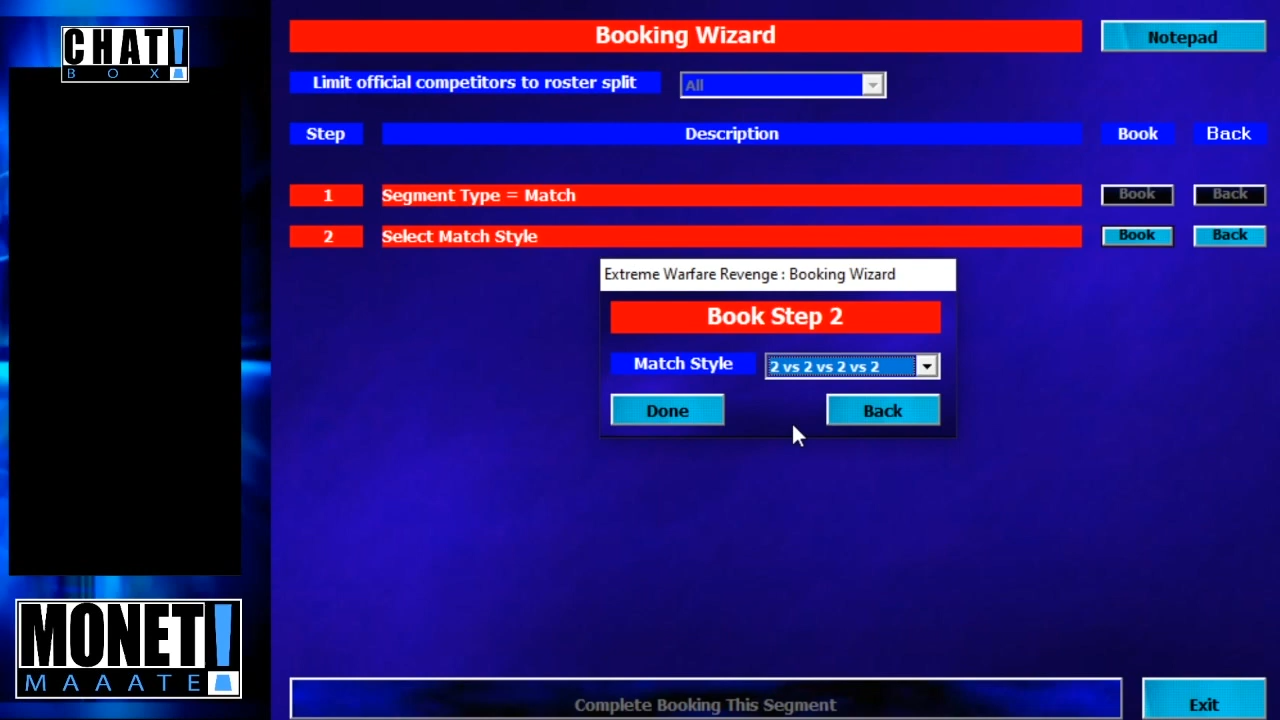 CHAT!
BOX
Booking Wizard
Notepad
Limit official competitors to roster split
All
Step
Description
Book
Back
1
Segment Type = Match
Book
Back
2
Select Match Style
Book
Back
Extreme Warfare Revenge : Booking Wizard
Book Step 2
Match Style
2 vs 2 vs 2 vs 2
Done
Back
MONET!
MAAATE
Complete Booking This Segment
Exit